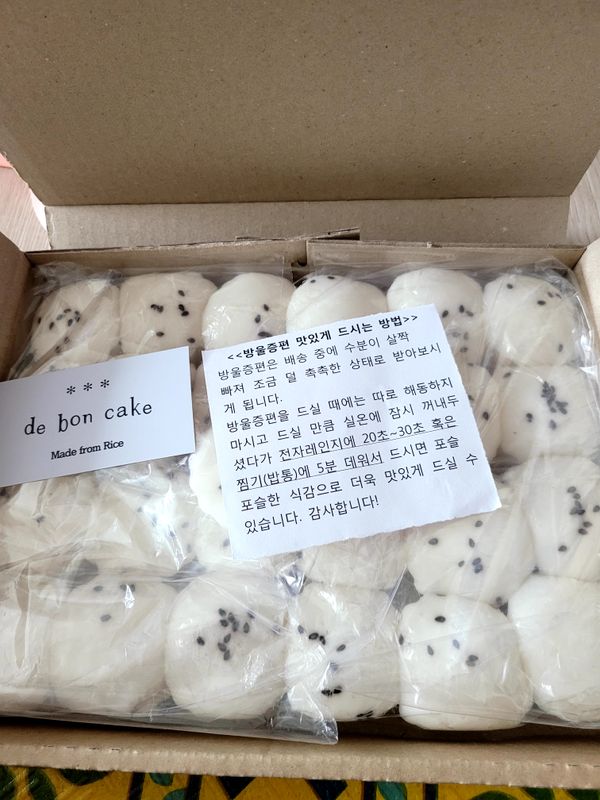 ***
de bon cake
Made from Rice
<<방울증편 맛있게 드시는 방법>>
방울증편은 배송 중에 수분이 살짝
빠져 조금 덜 촉촉한 상태로 받아보시
게 됩니다.
방울증편을 드실 때에는 따로 해동하지
마시고 드실 만큼 실온에 잠시 꺼내두
셨다가 전자레인지에 20초~30초 혹은
찜기(밥통)에 5분 데워서 드시면 포슬
포슬한 식감으로 더욱 맛있게 드실 수
있습니다. 감사합니다!